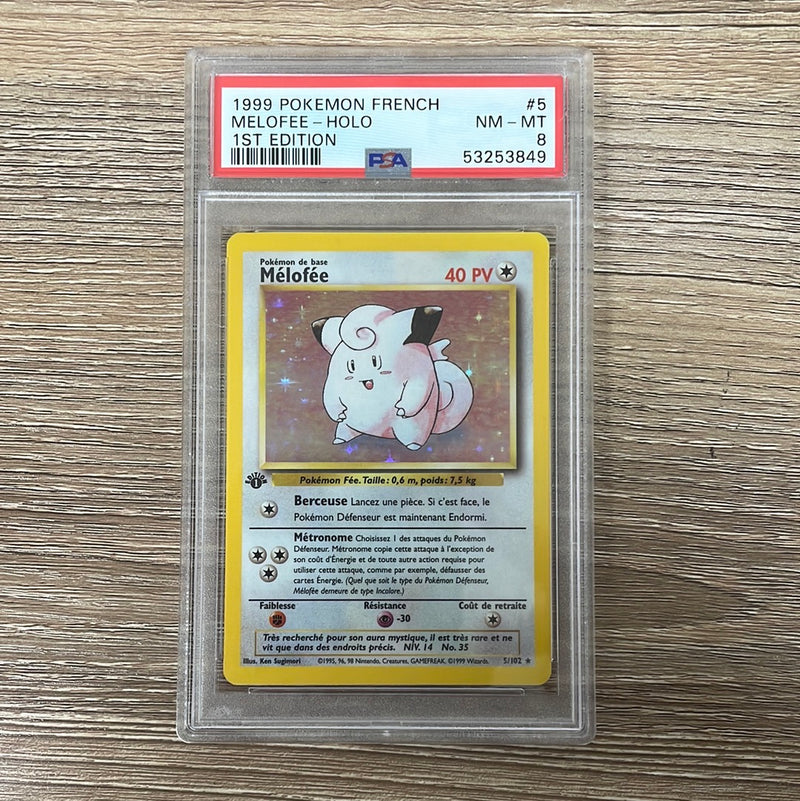 1999 POKEMON FRENCH #5
MELOFEE - HOLO NM - MT
1ST EDITION 8
PSA 53253849
Pokémon de base
Mélofée 40 PV
EDITION 1
Pokémon Fée. Taille: 0,6 m, poids: 7,5 kg
Berceuse Lancez une pièce. Si c'est face, le
Pokémon Défenseur est maintenant Endormi.
Métronome Choisissez 1 des attaques du Pokémon
Défenseur. Métronome copie cette attaque à l'exception de
son coût d'Énergie et de toute autre action requise pour
utiliser cette attaque, comme par exemple, défausser des
cartes Énergie. (Quel que soit le type du Pokémon Défenseur,
Mélofée demeure de type Incolore.)
Faiblesse Résistance Coût de retraite
-30
Très recherché pour son aura mystique, il est très rare et ne
vit que dans des endroits précis. NIV. 14 No. 35
Illus. Ken Sugimori ©1995, 96, 98 Nintendo, Creatures, GAMEFREAK. ©1999 Wizards. 5/102